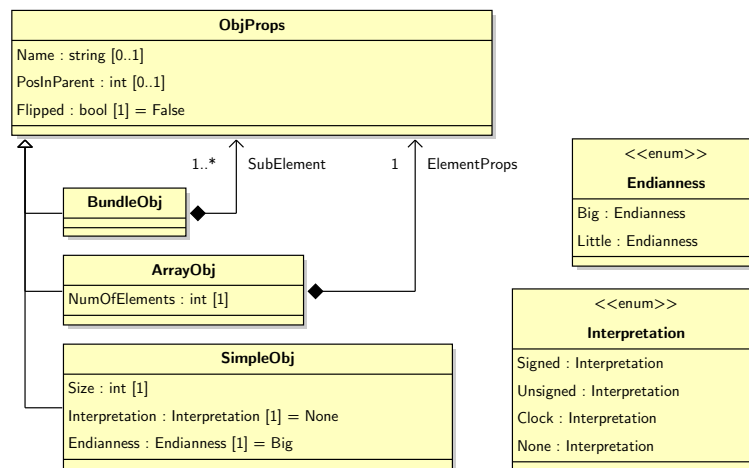 ObjProps
Name : string [0..1]
PosInParent : int [0..1]
Flipped : bool [1] = False
1..* SubElement
1 ElementProps
BundleObj
ArrayObj
NumOfElements : int [1]
SimpleObj
Size : int [1]
Interpretation : Interpretation [1] = None
Endianness : Endianness [1] = Big
<<enum>>
Endianness
Big : Endianness
Little : Endianness
<<enum>>
Interpretation
Signed : Interpretation
Unsigned : Interpretation
Clock : Interpretation
None : Interpretation